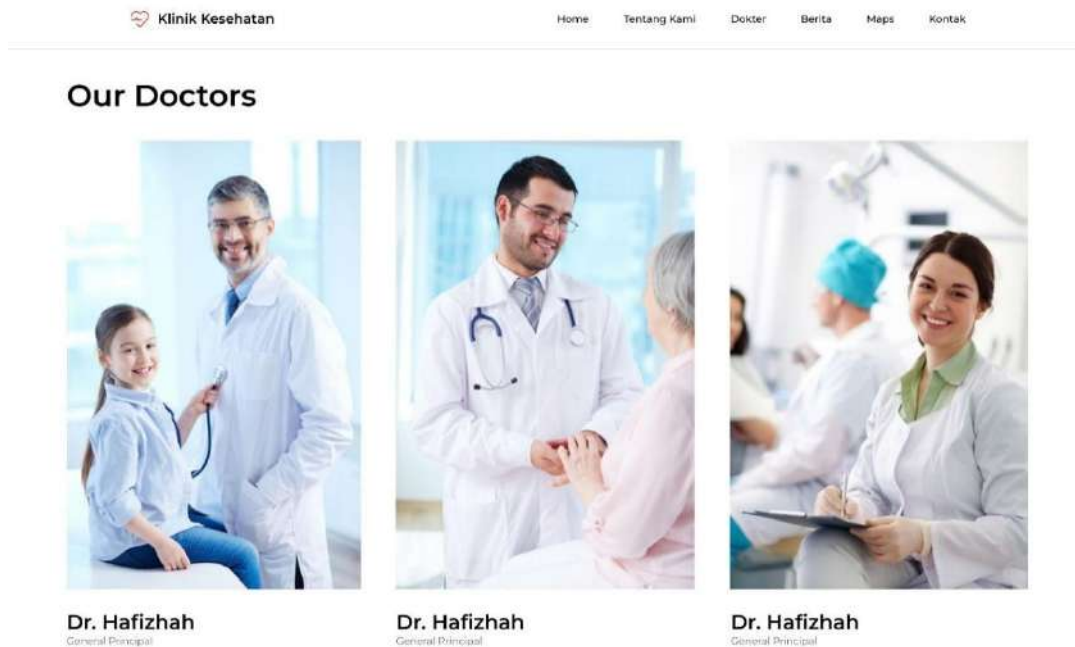 Klinik Kesehatan
Home Tentang Kami Dokter Berita Maps Kontak
Our Doctors
Dr. Hafizhah
General Principal
Dr. Hafizhah
General Principal
Dr. Hafizhah
General Principal